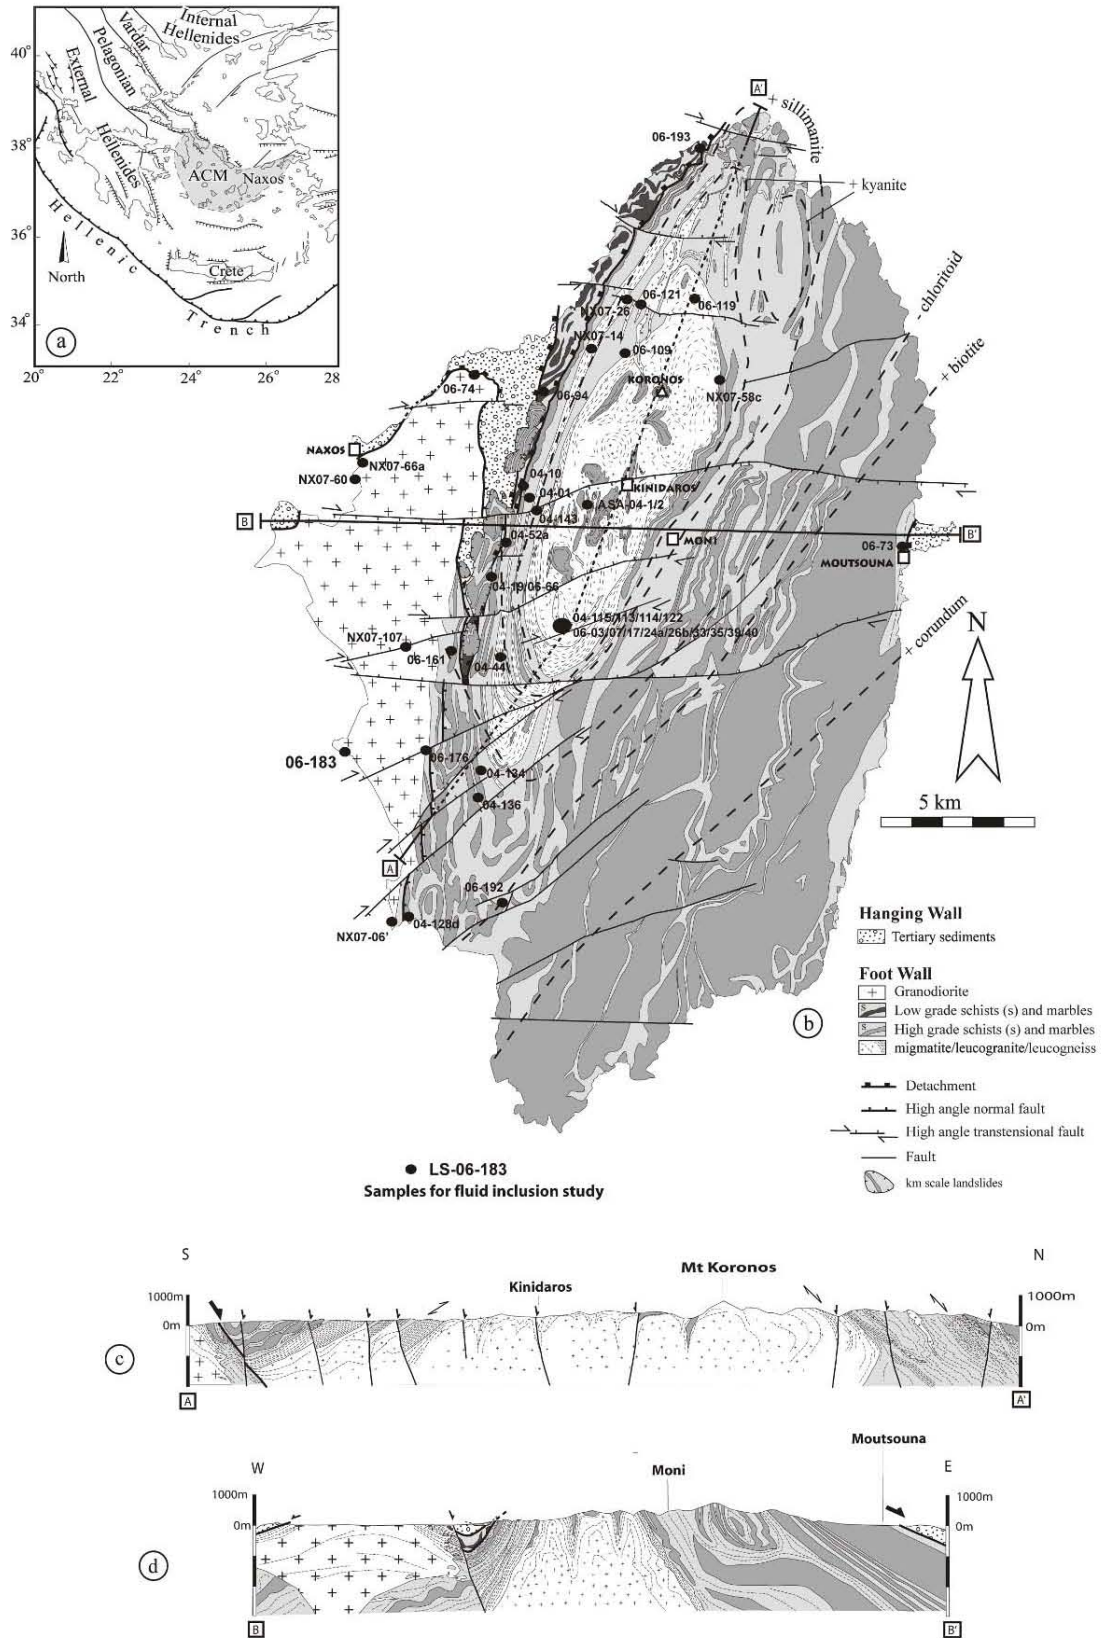 40°
38°
36°
34°
20°
22°
24°
26°
28°
Internal
Hellenides
Vardar
Pelagonian
External
Hellenides
ACM
Naxos
Hellenic
Trench
Crete
North
a
A'
+ sillimanite
06-193
+ kyanite
- chloritoid
+ biotite
06-121
NX07-26
06-119
NX07-14
06-109
KORONOS
06-74
06-94
NX07-58c
NAXOS
NX07-66a
NX07-60
04-10
04-01
KINIDAROS
ASA-04-1/2
04-143
B
B'
04-52a
MONI
06-73
MOUTSOUNA
04-19/06-66
+ corundum
04-115/113/114/122
06-03/07/17/24a/26b/33/35/39/40
NX07-107
06-161
04-44
N
06-183
06-176
04-134
04-136
5 km
A
06-192
04-128d
NX07-06'
Hanging Wall
Tertiary sediments
Foot Wall
Granodiorite
S Low grade schists (s) and marbles
S High grade schists (s) and marbles
migmatite/leucogranite/leucogneiss
b
Detachment
High angle normal fault
High angle transtensional fault
Fault
km scale landslides
LS-06-183
Samples for fluid inclusion study
S
N
Mt Koronos
Kinidaros
1000m
1000m
0m
0m
c
A
A'
Moutsouna
W
E
Moni
1000m
1000m
0m
0m
d
B
B'